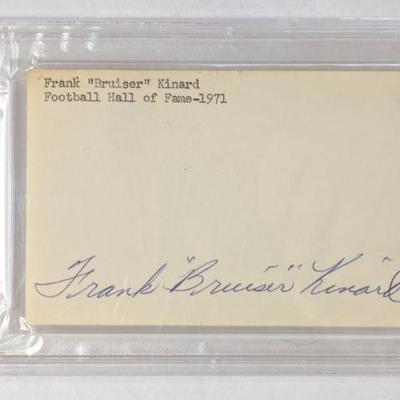 Frank "Bruiser" Kinard
Football Hall of Fame-1971
Frank "Bruiser" Kinard